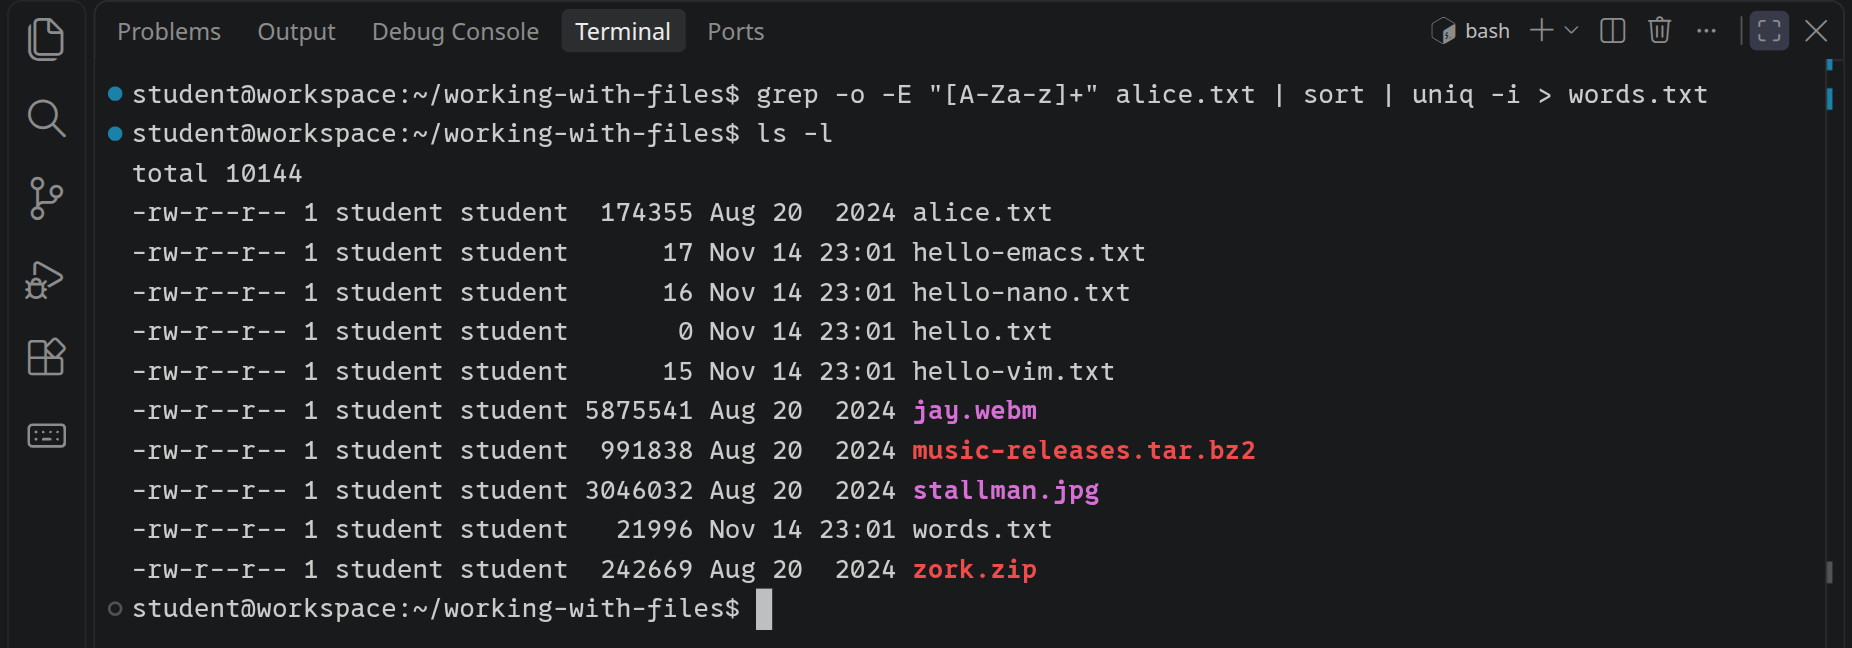 Problems Output Debug Console Terminal Ports bash
student@workspace:~/working-with-files$ grep -o -E "[A-Za-z]+" alice.txt | sort | uniq -i > words.txt
student@workspace:~/working-with-files$ ls -l
total 10144
-rw-r--r-- 1 student student  174355 Aug 20  2024 alice.txt
-rw-r--r-- 1 student student      17 Nov 14 23:01 hello-emacs.txt
-rw-r--r-- 1 student student      16 Nov 14 23:01 hello-nano.txt
-rw-r--r-- 1 student student       0 Nov 14 23:01 hello.txt
-rw-r--r-- 1 student student      15 Nov 14 23:01 hello-vim.txt
-rw-r--r-- 1 student student 5875541 Aug 20  2024 jay.webm
-rw-r--r-- 1 student student  991838 Aug 20  2024 music-releases.tar.bz2
-rw-r--r-- 1 student student 3046032 Aug 20  2024 stallman.jpg
-rw-r--r-- 1 student student   21996 Nov 14 23:01 words.txt
-rw-r--r-- 1 student student  242669 Aug 20  2024 zork.zip
student@workspace:~/working-with-files$